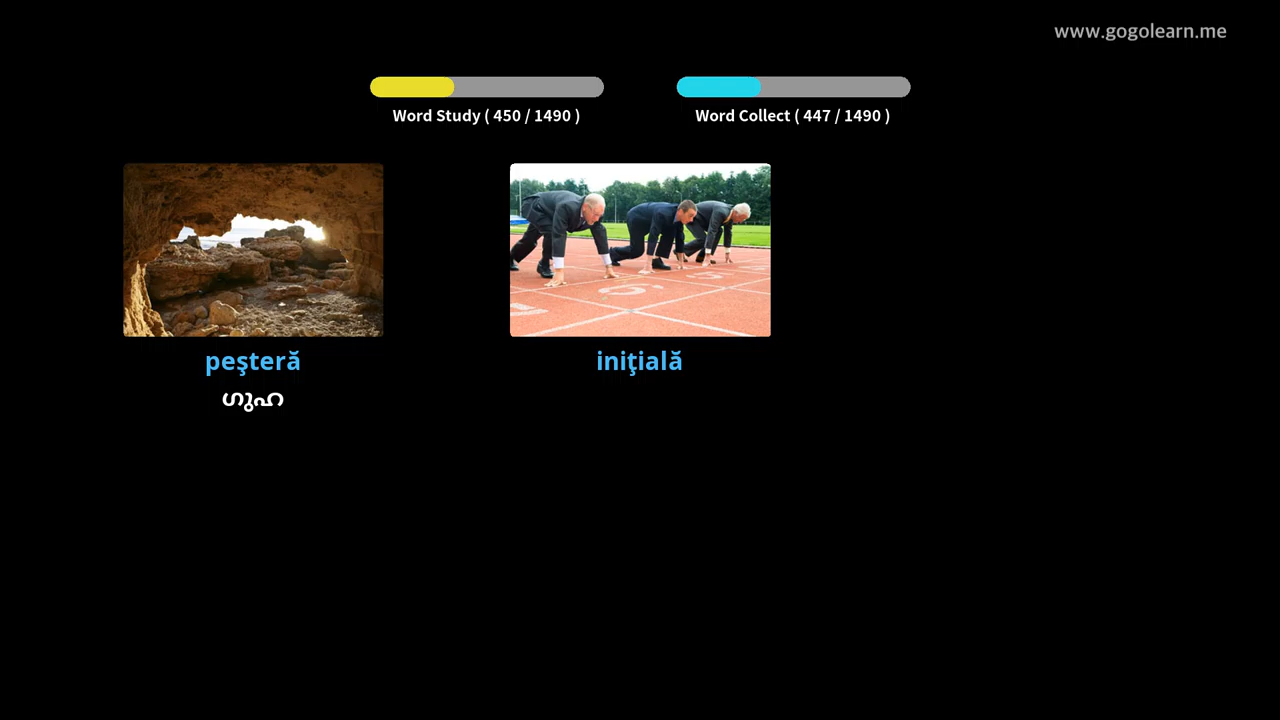 www.gogolearn.me
Word Study ( 450 / 1490 )
Word Collect ( 447 / 1490 )
peşteră
iniţială
ഗുഹ